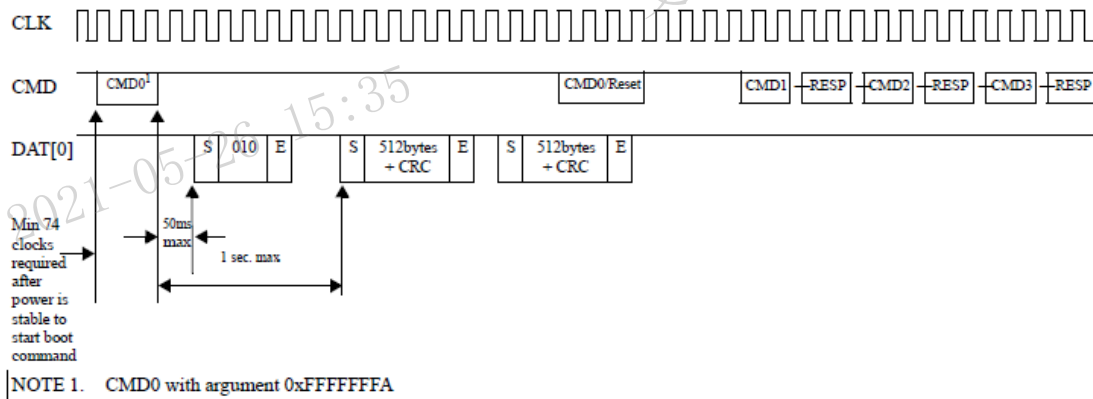 CLK
CMD
CMD0¹
CMD0/Reset
CMD1
RESP
CMD2
RESP
CMD3
RESP
DAT[0]
S
010
E
S
512bytes
+ CRC
E
S
512bytes
+ CRC
E
2021-05-26 15:35
Min 74
clocks
required
after
power is
stable to
start boot
command
50ms
max
1 sec. max
NOTE 1. CMD0 with argument 0xFFFFFFFA